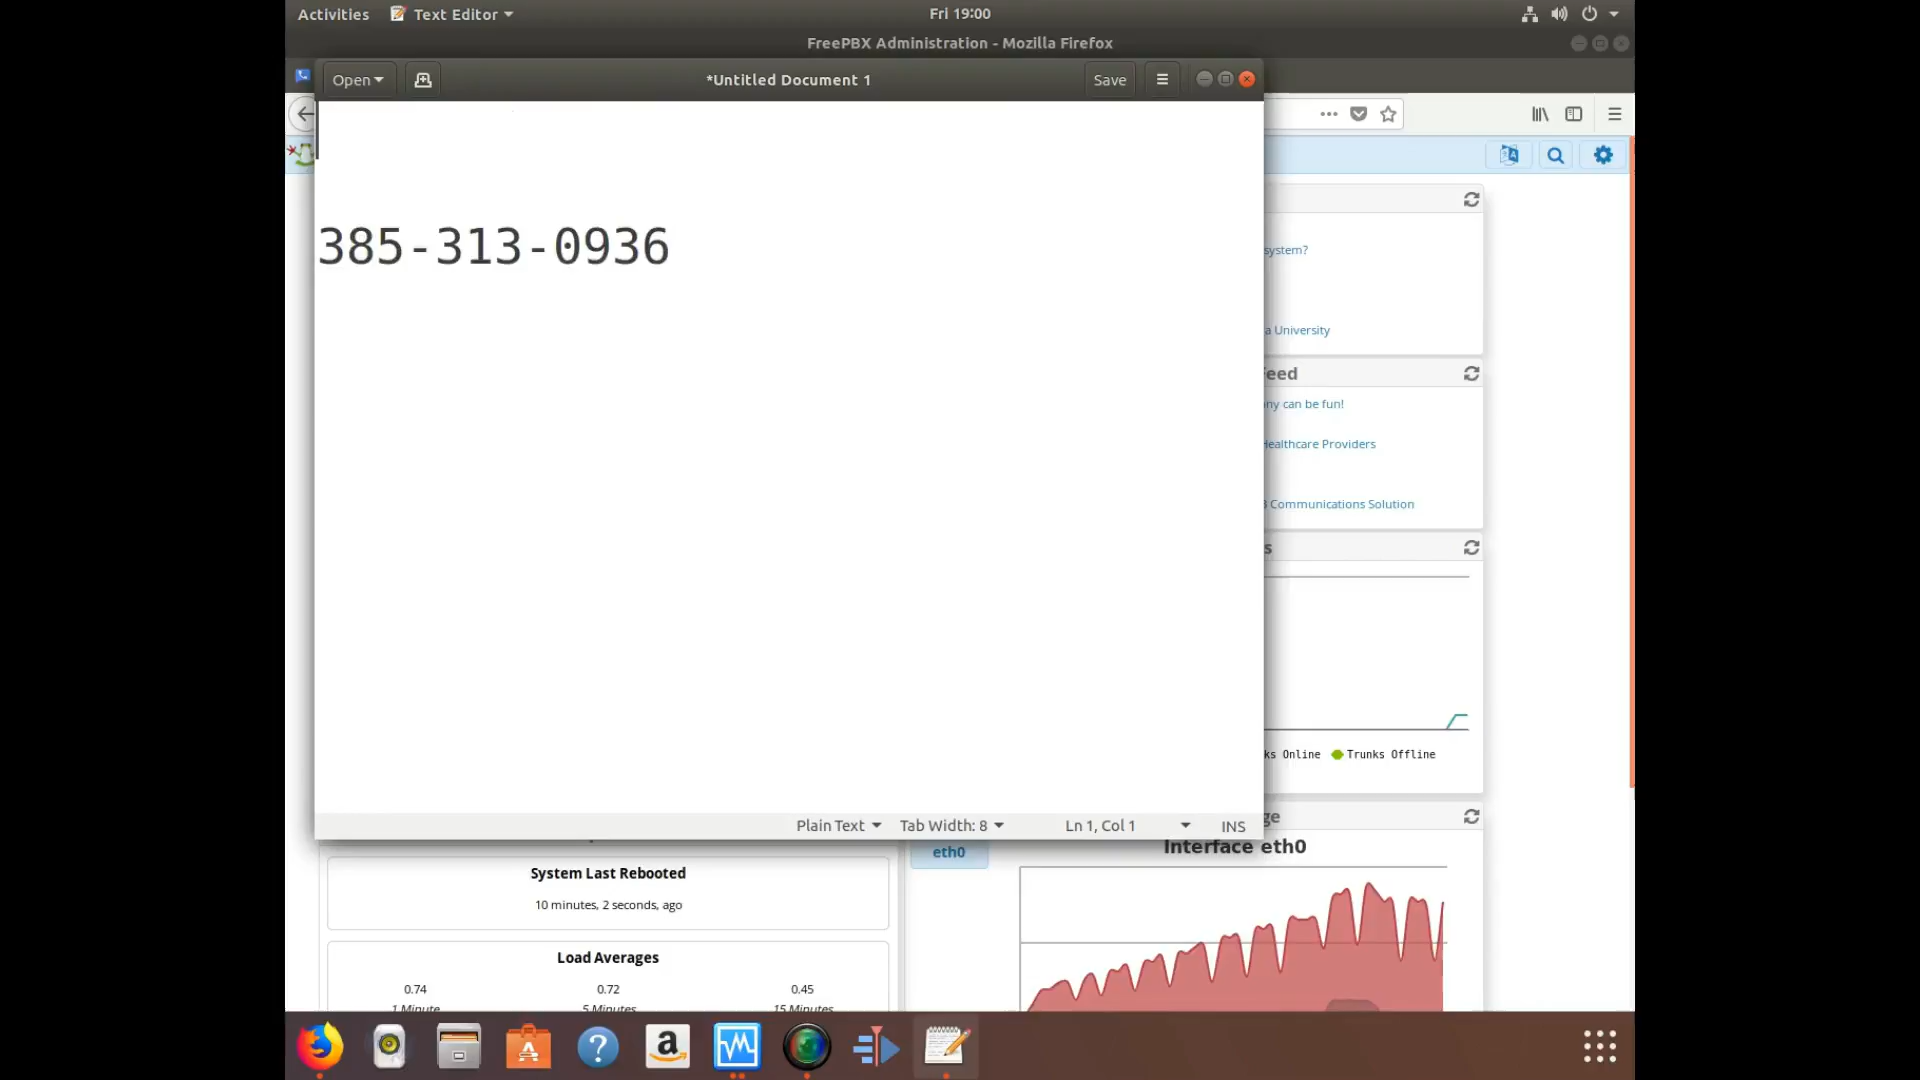 Activities Text Editor Fri 19:00
FreePBX Administration - Mozilla Firefox
Open *Untitled Document 1 Save
385-313-0936
system?
a University
Feed
any can be fun!
Healthcare Providers
Communications Solution
s
ks Online Trunks Offline
Plain Text Tab Width: 8 Ln 1, Col 1 INS
ge
eth0 Interface eth0
System Last Rebooted
10 minutes, 2 seconds, ago
Load Averages
0.74 0.72 0.45
1 Minute 5 Minutes 15 Minutes